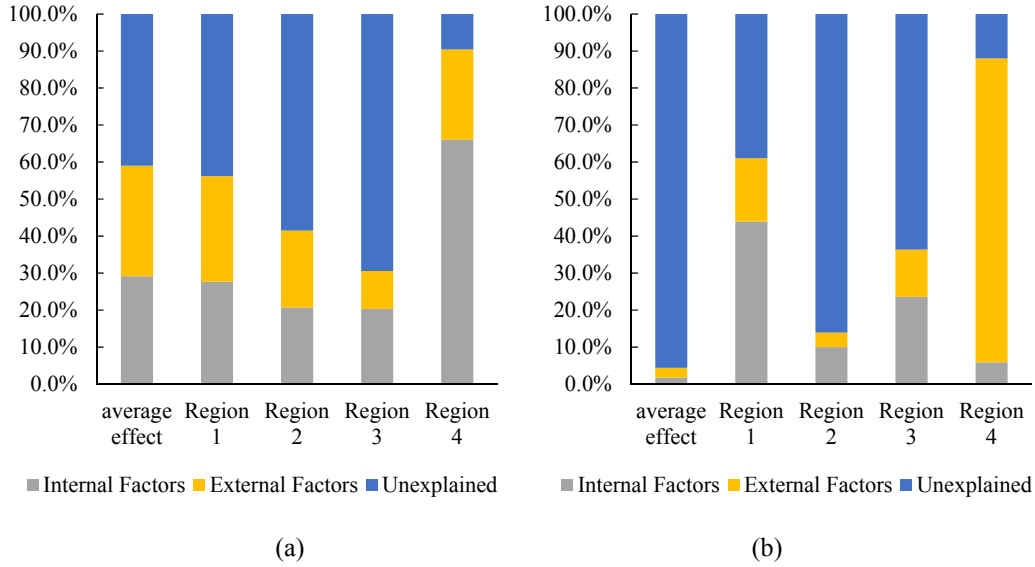 100.0%
90.0%
80.0%
70.0%
60.0%
50.0%
40.0%
30.0%
20.0%
10.0%
0.0%
average effect
Region 1
Region 2
Region 3
Region 4
Internal Factors External Factors Unexplained
(a)
100.0%
90.0%
80.0%
70.0%
60.0%
50.0%
40.0%
30.0%
20.0%
10.0%
0.0%
average effect
Region 1
Region 2
Region 3
Region 4
Internal Factors External Factors Unexplained
(b)